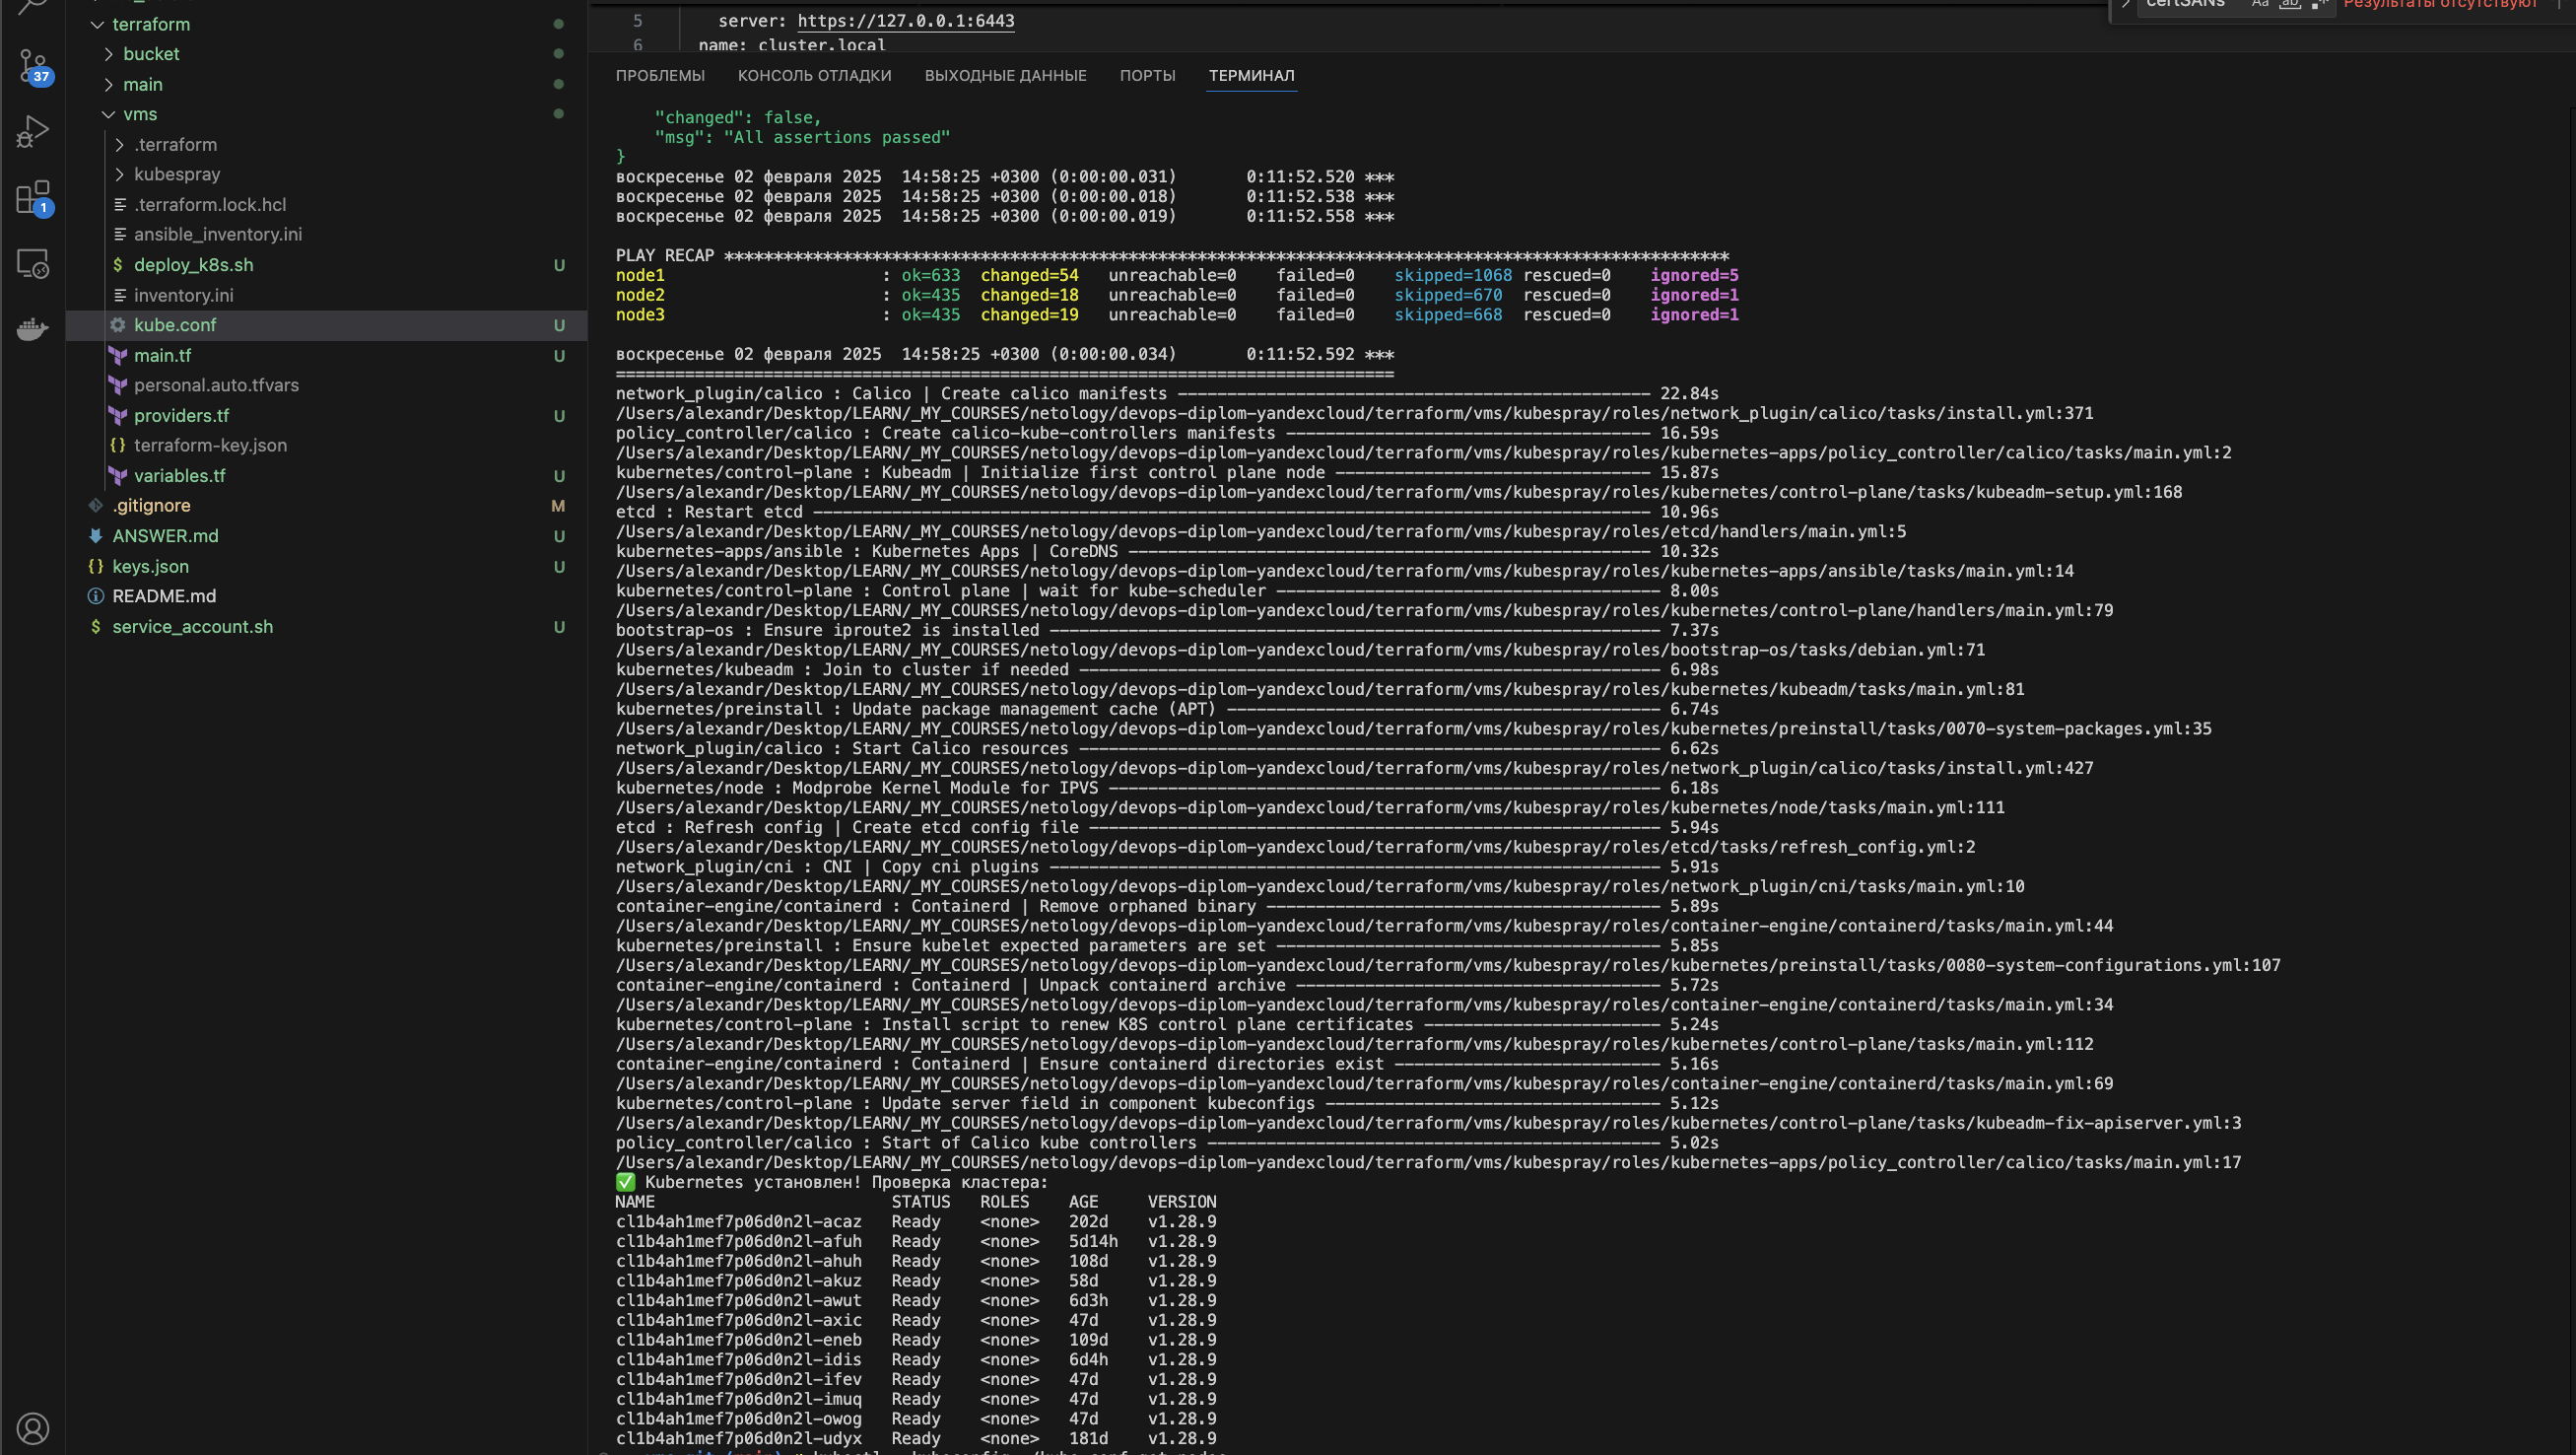 terraform
bucket
main
vms
.terraform
kubespray
.terraform.lock.hcl
ansible_inventory.ini
deploy_k8s.sh U
inventory.ini
kube.conf U
main.tf U
personal.auto.tfvars
providers.tf U
terraform-key.json
variables.tf U
.gitignore M
ANSWER.md U
keys.json U
README.md
service_account.sh U
37
1
5 server: https://127.0.0.1:6443
6 name: cluster.local
certSANs Aa ab Результаты отсутствуют
ПРОБЛЕМЫ КОНСОЛЬ ОТЛАДКИ ВЫХОДНЫЕ ДАННЫЕ ПОРТЫ ТЕРМИНАЛ
"changed": false,
"msg": "All assertions passed"
}
воскресенье 02 февраля 2025  14:58:25 +0300 (0:00:00.031)       0:11:52.520 ***
воскресенье 02 февраля 2025  14:58:25 +0300 (0:00:00.018)       0:11:52.538 ***
воскресенье 02 февраля 2025  14:58:25 +0300 (0:00:00.019)       0:11:52.558 ***
PLAY RECAP ******************************************************************************************************
node1 : ok=633 changed=54 unreachable=0 failed=0 skipped=1068 rescued=0 ignored=5
node2 : ok=435 changed=18 unreachable=0 failed=0 skipped=670 rescued=0 ignored=1
node3 : ok=435 changed=19 unreachable=0 failed=0 skipped=668 rescued=0 ignored=1
воскресенье 02 февраля 2025  14:58:25 +0300 (0:00:00.034)       0:11:52.592 ***
===============================================================================
network_plugin/calico : Calico | Create calico manifests ------------------------------------------------ 22.84s
/Users/alexandr/Desktop/LEARN/_MY_COURSES/netology/devops-diplom-yandexcloud/terraform/vms/kubespray/roles/network_plugin/calico/tasks/install.yml:371
policy_controller/calico : Create calico-kube-controllers manifests ------------------------------------- 16.59s
/Users/alexandr/Desktop/LEARN/_MY_COURSES/netology/devops-diplom-yandexcloud/terraform/vms/kubespray/roles/kubernetes-apps/policy_controller/calico/tasks/main.yml:2
kubernetes/control-plane : Kubeadm | Initialize first control plane node -------------------------------- 15.87s
/Users/alexandr/Desktop/LEARN/_MY_COURSES/netology/devops-diplom-yandexcloud/terraform/vms/kubespray/roles/kubernetes/control-plane/tasks/kubeadm-setup.yml:168
etcd : Restart etcd ------------------------------------------------------------------------------------- 10.96s
/Users/alexandr/Desktop/LEARN/_MY_COURSES/netology/devops-diplom-yandexcloud/terraform/vms/kubespray/roles/etcd/handlers/main.yml:5
kubernetes-apps/ansible : Kubernetes Apps | CoreDNS ----------------------------------------------------- 10.32s
/Users/alexandr/Desktop/LEARN/_MY_COURSES/netology/devops-diplom-yandexcloud/terraform/vms/kubespray/roles/kubernetes-apps/ansible/tasks/main.yml:14
kubernetes/control-plane : Control plane | wait for kube-scheduler --------------------------------------- 8.00s
/Users/alexandr/Desktop/LEARN/_MY_COURSES/netology/devops-diplom-yandexcloud/terraform/vms/kubespray/roles/kubernetes/control-plane/handlers/main.yml:79
bootstrap-os : Ensure iproute2 is installed -------------------------------------------------------------- 7.37s
/Users/alexandr/Desktop/LEARN/_MY_COURSES/netology/devops-diplom-yandexcloud/terraform/vms/kubespray/roles/bootstrap-os/tasks/debian.yml:71
kubernetes/kubeadm : Join to cluster if needed ----------------------------------------------------------- 6.98s
/Users/alexandr/Desktop/LEARN/_MY_COURSES/netology/devops-diplom-yandexcloud/terraform/vms/kubespray/roles/kubernetes/kubeadm/tasks/main.yml:81
kubernetes/preinstall : Update package management cache (APT) -------------------------------------------- 6.74s
/Users/alexandr/Desktop/LEARN/_MY_COURSES/netology/devops-diplom-yandexcloud/terraform/vms/kubespray/roles/kubernetes/preinstall/tasks/0070-system-packages.yml:35
network_plugin/calico : Start Calico resources ----------------------------------------------------------- 6.62s
/Users/alexandr/Desktop/LEARN/_MY_COURSES/netology/devops-diplom-yandexcloud/terraform/vms/kubespray/roles/network_plugin/calico/tasks/install.yml:427
kubernetes/node : Modprobe Kernel Module for IPVS -------------------------------------------------------- 6.18s
/Users/alexandr/Desktop/LEARN/_MY_COURSES/netology/devops-diplom-yandexcloud/terraform/vms/kubespray/roles/kubernetes/node/tasks/main.yml:111
etcd : Refresh config | Create etcd config file ---------------------------------------------------------- 5.94s
/Users/alexandr/Desktop/LEARN/_MY_COURSES/netology/devops-diplom-yandexcloud/terraform/vms/kubespray/roles/etcd/tasks/refresh_config.yml:2
network_plugin/cni : CNI | Copy cni plugins -------------------------------------------------------------- 5.91s
/Users/alexandr/Desktop/LEARN/_MY_COURSES/netology/devops-diplom-yandexcloud/terraform/vms/kubespray/roles/network_plugin/cni/tasks/main.yml:10
container-engine/containerd : Containerd | Remove orphaned binary ---------------------------------------- 5.89s
/Users/alexandr/Desktop/LEARN/_MY_COURSES/netology/devops-diplom-yandexcloud/terraform/vms/kubespray/roles/container-engine/containerd/tasks/main.yml:44
kubernetes/preinstall : Ensure kubelet expected parameters are set --------------------------------------- 5.85s
/Users/alexandr/Desktop/LEARN/_MY_COURSES/netology/devops-diplom-yandexcloud/terraform/vms/kubespray/roles/kubernetes/preinstall/tasks/0080-system-configurations.yml:107
container-engine/containerd : Containerd | Unpack containerd archive ------------------------------------- 5.72s
/Users/alexandr/Desktop/LEARN/_MY_COURSES/netology/devops-diplom-yandexcloud/terraform/vms/kubespray/roles/container-engine/containerd/tasks/main.yml:34
kubernetes/control-plane : Install script to renew K8S control plane certificates ------------------------ 5.24s
/Users/alexandr/Desktop/LEARN/_MY_COURSES/netology/devops-diplom-yandexcloud/terraform/vms/kubespray/roles/kubernetes/control-plane/tasks/main.yml:112
container-engine/containerd : Containerd | Ensure containerd directories exist --------------------------- 5.16s
/Users/alexandr/Desktop/LEARN/_MY_COURSES/netology/devops-diplom-yandexcloud/terraform/vms/kubespray/roles/container-engine/containerd/tasks/main.yml:69
kubernetes/control-plane : Update server field in component kubeconfigs ---------------------------------- 5.12s
/Users/alexandr/Desktop/LEARN/_MY_COURSES/netology/devops-diplom-yandexcloud/terraform/vms/kubespray/roles/kubernetes/control-plane/tasks/kubeadm-fix-apiserver.yml:3
policy_controller/calico : Start of Calico kube controllers ---------------------------------------------- 5.02s
/Users/alexandr/Desktop/LEARN/_MY_COURSES/netology/devops-diplom-yandexcloud/terraform/vms/kubespray/roles/kubernetes-apps/policy_controller/calico/tasks/main.yml:17
✅ Kubernetes установлен! Проверка кластера:
NAME STATUS ROLES AGE VERSION
cl1b4ah1mef7p06d0n2l-acaz Ready <none> 202d v1.28.9
cl1b4ah1mef7p06d0n2l-afuh Ready <none> 5d14h v1.28.9
cl1b4ah1mef7p06d0n2l-ahuh Ready <none> 108d v1.28.9
cl1b4ah1mef7p06d0n2l-akuz Ready <none> 58d v1.28.9
cl1b4ah1mef7p06d0n2l-awut Ready <none> 6d3h v1.28.9
cl1b4ah1mef7p06d0n2l-axic Ready <none> 47d v1.28.9
cl1b4ah1mef7p06d0n2l-eneb Ready <none> 109d v1.28.9
cl1b4ah1mef7p06d0n2l-idis Ready <none> 6d4h v1.28.9
cl1b4ah1mef7p06d0n2l-ifev Ready <none> 47d v1.28.9
cl1b4ah1mef7p06d0n2l-imuq Ready <none> 47d v1.28.9
cl1b4ah1mef7p06d0n2l-owog Ready <none> 47d v1.28.9
cl1b4ah1mef7p06d0n2l-udyx Ready <none> 181d v1.28.9